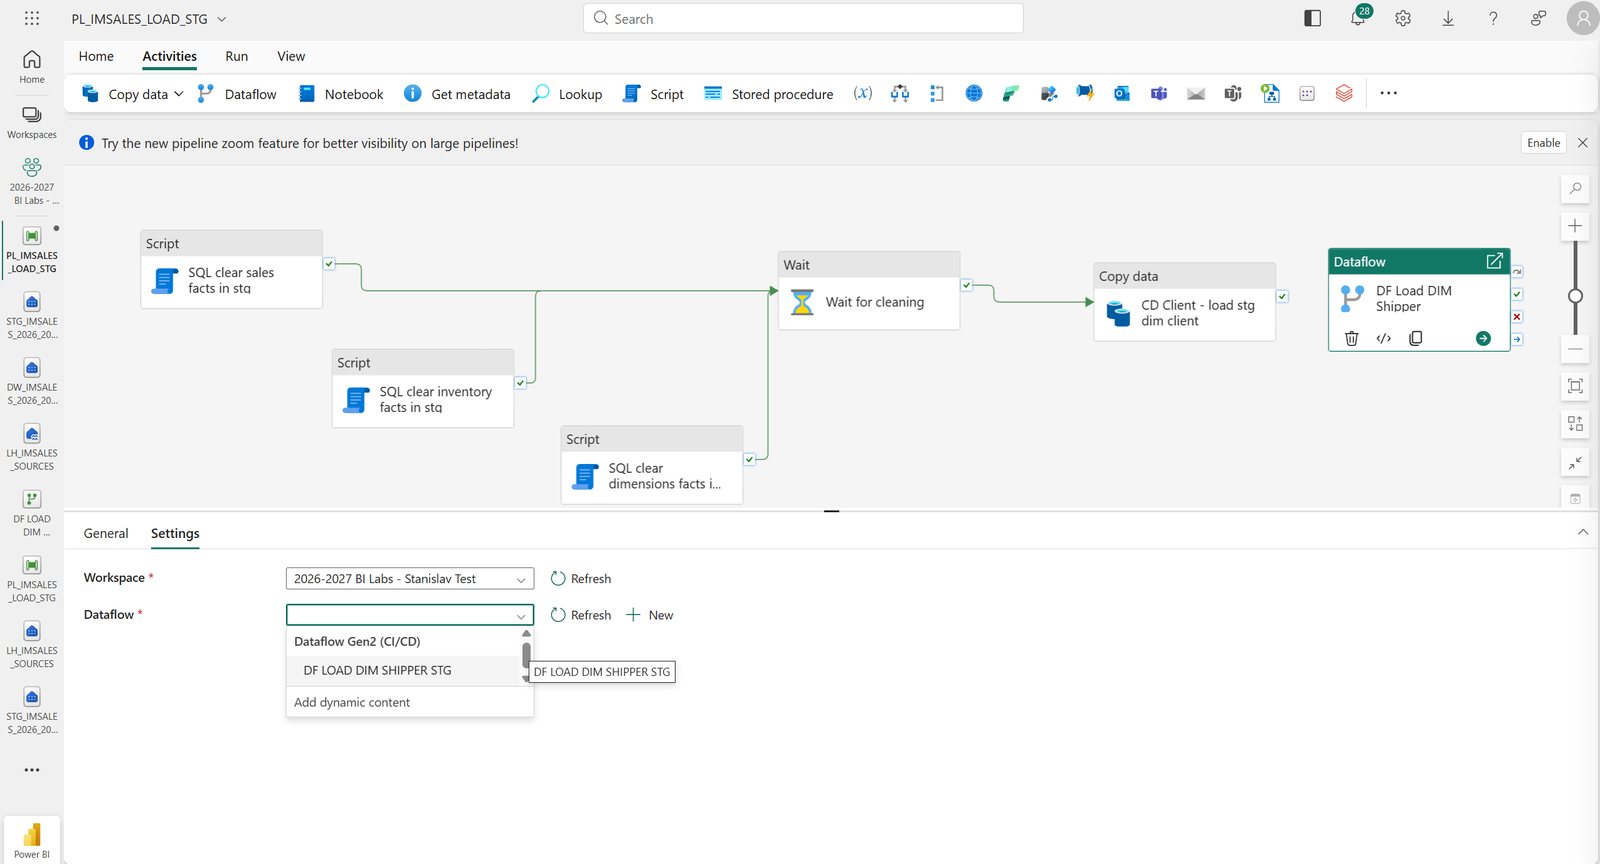 PL_IMSALES_LOAD_STG
Search
28
Home
Workspaces
2026-2027
BI Labs - ...
PL_IMSALES
_LOAD_STG
STG_IMSALE
S_2026_20...
DW_IMSALE
S_2026_20...
LH_IMSALES
_SOURCES
DF LOAD
DIM ...
PL_IMSALES
_LOAD_STG
LH_IMSALES
_SOURCES
STG_IMSALE
S_2026_20...
Power BI
Home
Activities
Run
View
Copy data
Dataflow
Notebook
Get metadata
Lookup
Script
Stored procedure
(x)
Try the new pipeline zoom feature for better visibility on large pipelines!
Enable
Script
SQL clear sales
facts in stg
Script
SQL clear inventory
facts in stg
Script
SQL clear
dimensions facts i...
Wait
Wait for cleaning
Copy data
CD Client - load stg
dim client
Dataflow
DF Load DIM
Shipper
General
Settings
Workspace *
2026-2027 BI Labs - Stanislav Test
Refresh
Dataflow *
Refresh
New
Dataflow Gen2 (CI/CD)
DF LOAD DIM SHIPPER STG
DF LOAD DIM SHIPPER STG
Add dynamic content